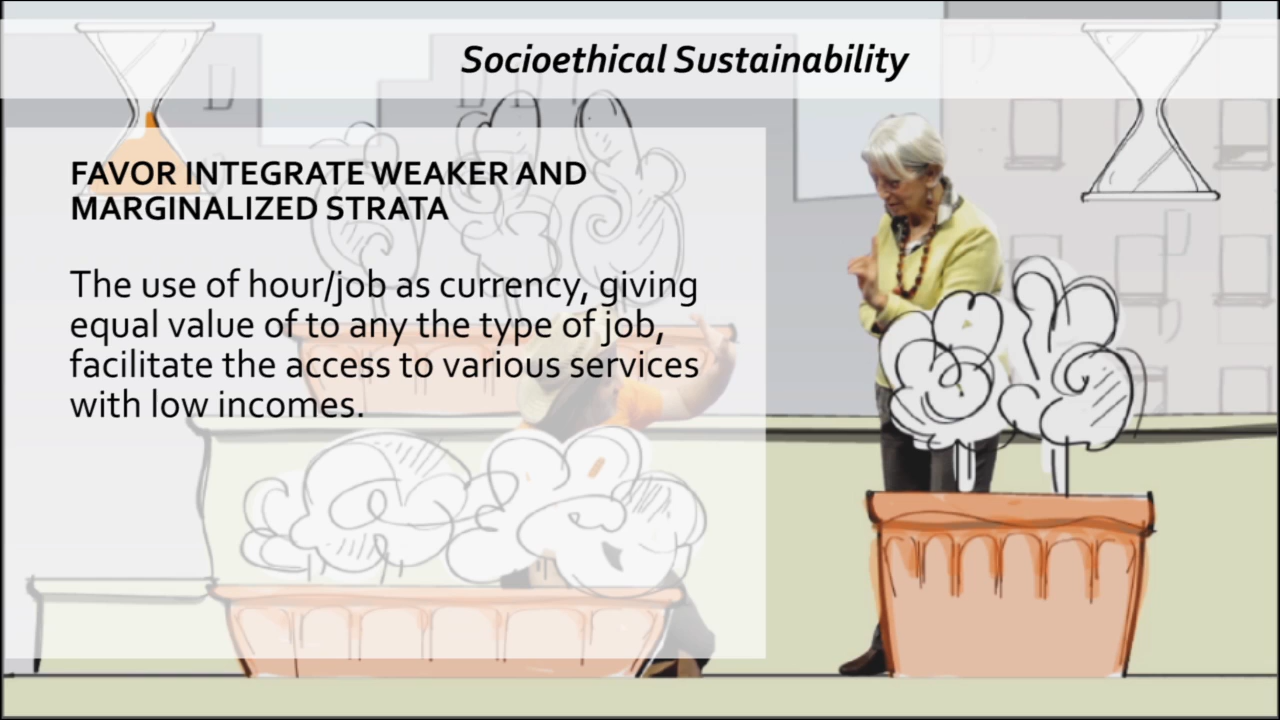 Socioethical Sustainability
FAVOR INTEGRATE WEAKER AND
MARGINALIZED STRATA
The use of hour/job as currency, giving
equal value of to any the type of job,
facilitate the access to various services
with low incomes.